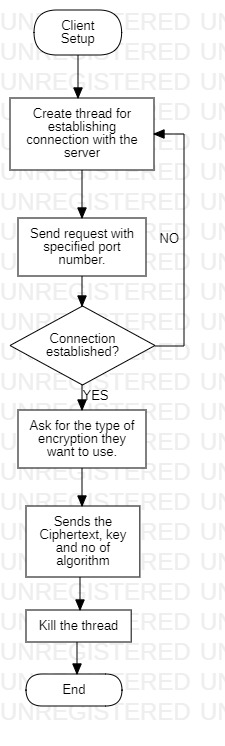 Client
Setup
Create thread for
establishing
connection with the
server
Send request with
specified port
number.
NO
Connection
established?
YES
Ask for the type of
encryption they
want to use.
Sends the
Ciphertext, key
and no of
algorithm
Kill the thread
End